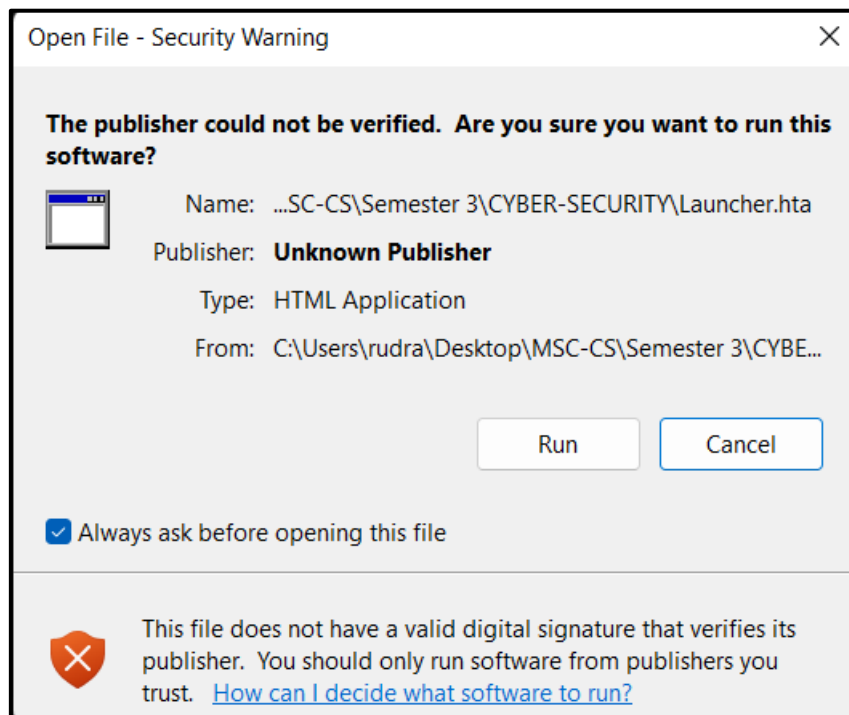 Open File - Security Warning
The publisher could not be verified.  Are you sure you want to run this
software?
Name: ...SC-CS\Semester 3\CYBER-SECURITY\Launcher.hta
Publisher: Unknown Publisher
Type: HTML Application
From: C:\Users\rudra\Desktop\MSC-CS\Semester 3\CYBE...
Run Cancel
Always ask before opening this file
This file does not have a valid digital signature that verifies its
publisher.  You should only run software from publishers you
trust.  How can I decide what software to run?